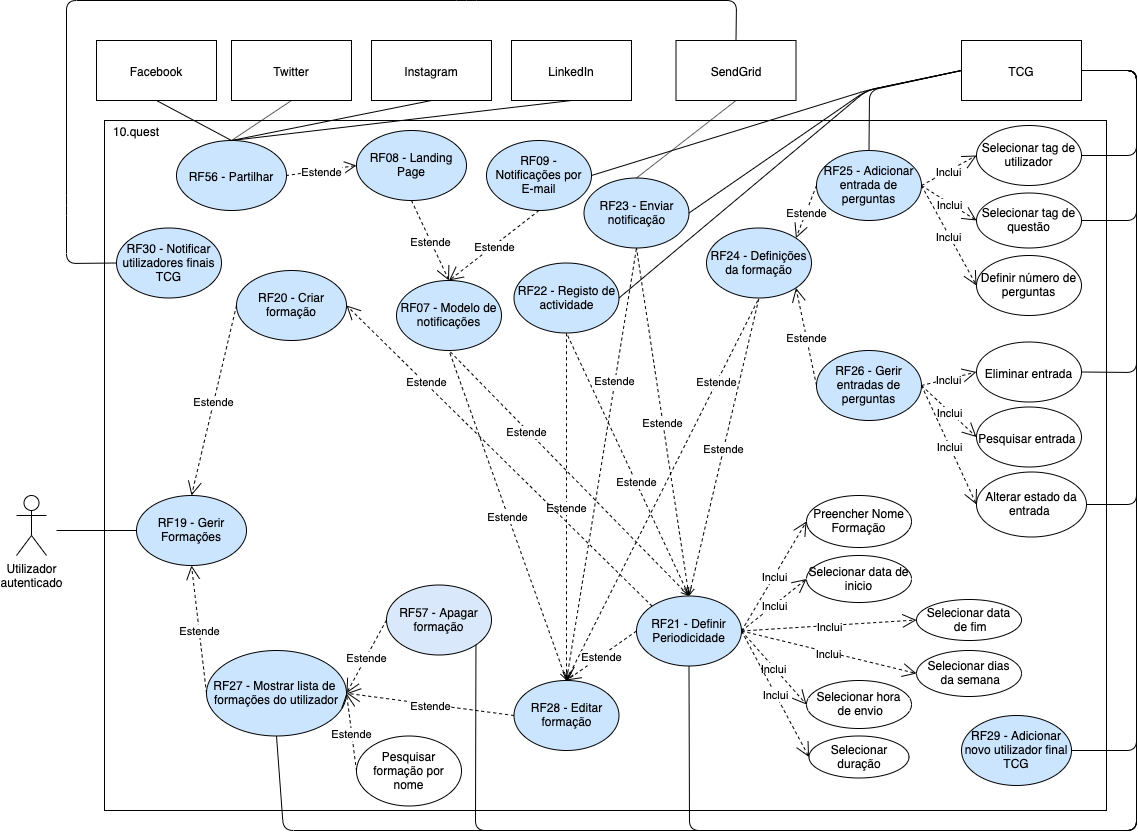 Facebook
Twitter
Instagram
LinkedIn
SendGrid
TCG
10.quest
RF56 - Partilhar
Estende
RF08 - Landing
Page
RF09 -
Notificações por
E-mail
RF23 - Enviar
notificação
RF25 - Adicionar
entrada de
perguntas
Inclui
Inclui
Inclui
Selecionar tag de
utilizador
Selecionar tag de
questão
Definir número de
perguntas
RF30 - Notificar
utilizadores finais
TCG
Estende
Estende
Estende
RF24 - Definições
da formação
RF20 - Criar
formação
RF07 - Modelo de
notificações
RF22 - Registo de
actividade
Estende
RF26 - Gerir
entradas de
perguntas
Inclui
Inclui
Inclui
Eliminar entrada
Pesquisar entrada
Alterar estado da
entrada
Estende
Estende
Estende
Estende
Estende
Estende
Estende
Estende
Estende
Estende
Estende
RF19 - Gerir
Formações
Utilizador
autenticado
Preencher Nome
Formação
Selecionar data de
inicio
Selecionar data
de fim
Selecionar dias
da semana
Selecionar hora
de envio
Selecionar
duração
Inclui
Inclui
Inclui
Inclui
Inclui
Inclui
RF21 - Definir
Periodicidade
RF57 - Apagar
formação
Estende
Estende
Estende
RF27 - Mostrar lista de
formações do utilizador
Estende
RF28 - Editar
formação
Estende
Pesquisar
formação por
nome
RF29 - Adicionar
novo utilizador final
TCG